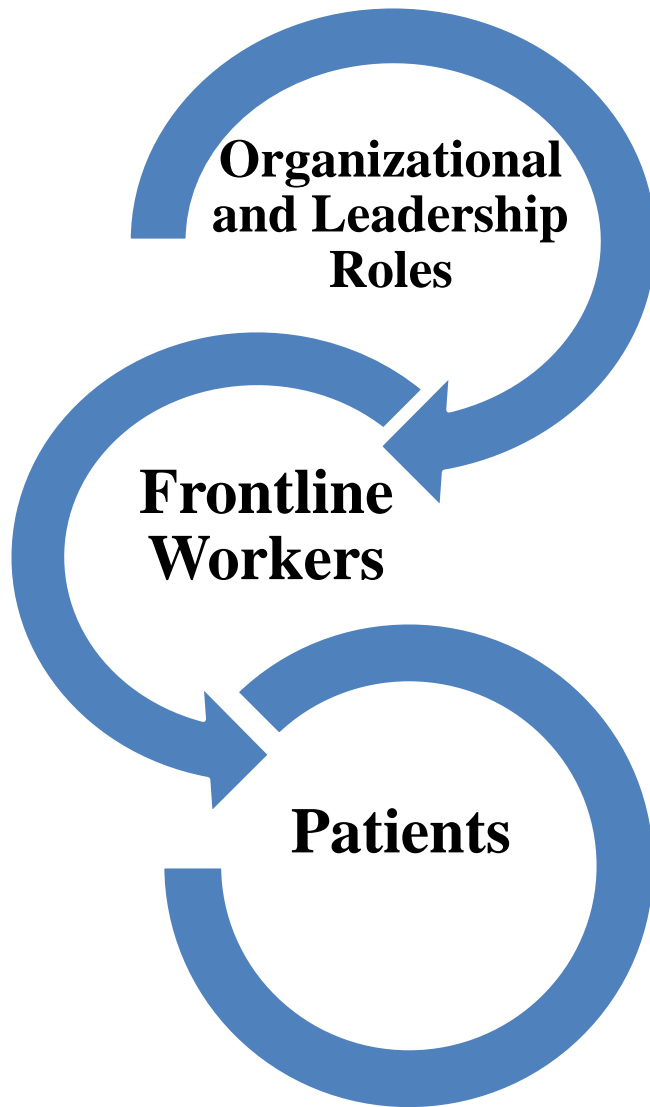 Organizational
and Leadership
Roles
Frontline
Workers
Patients